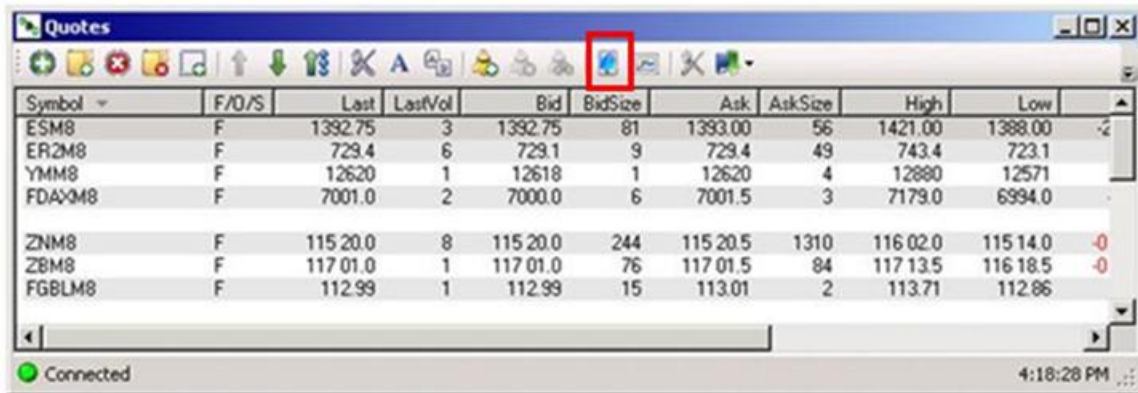 Quotes
Symbol F/O/S Last LastVol Bid BidSize Ask AskSize High Low
ESM8 F 1392.75 3 1392.75 81 1393.00 56 1421.00 1388.00 -2
ER2M8 F 729.4 6 729.1 9 729.4 49 743.4 723.1
YMM8 F 12620 1 12618 1 12620 4 12880 12571
FDAXM8 F 7001.0 2 7000.0 6 7001.5 3 7179.0 6994.0
ZNM8 F 115 20.0 8 115 20.0 244 115 20.5 1310 116 02.0 115 14.0 -0
ZBM8 F 117 01.0 1 117 01.0 76 117 01.5 84 117 13.5 116 18.5 -0
FGBLM8 F 112.99 1 112.99 15 113.01 2 113.71 112.86
Connected 4:18:28 PM